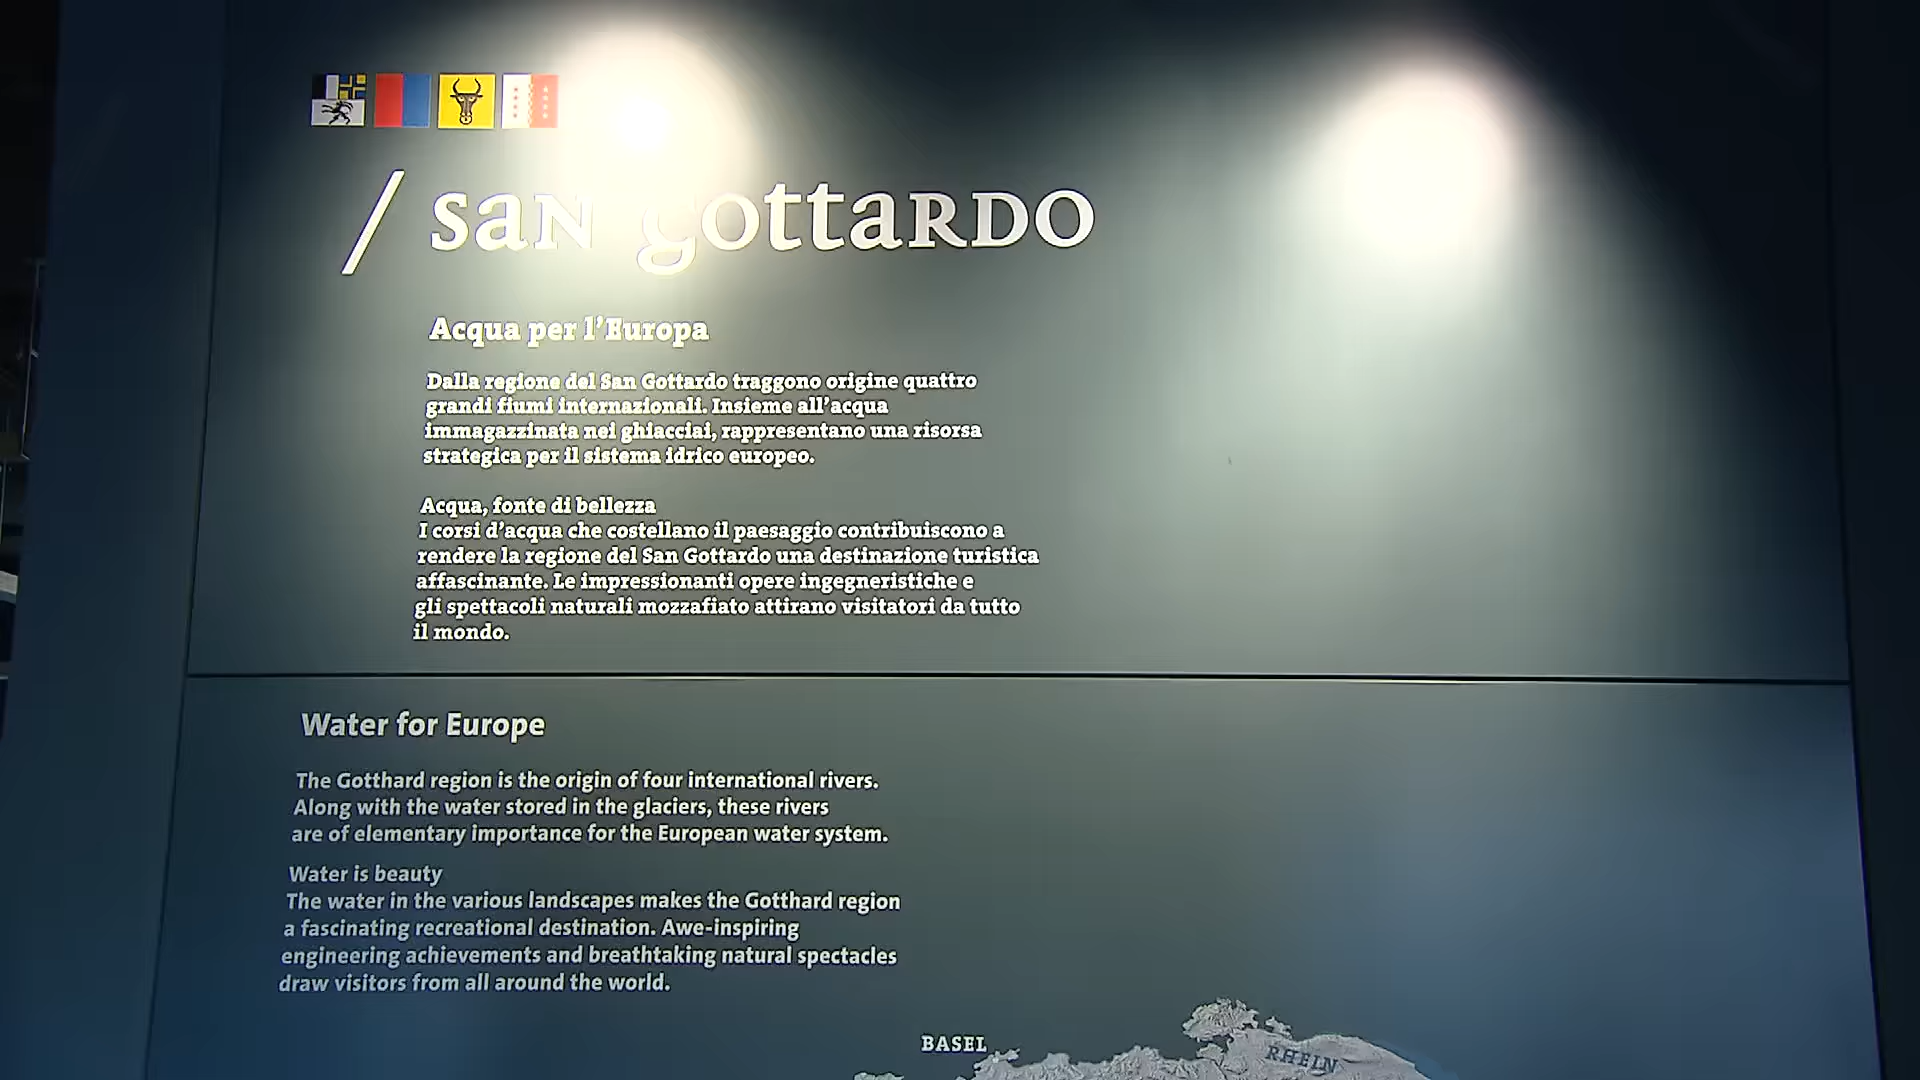 / san gottardo
Acqua per l'Europa
Dalla regione del San Gottardo traggono origine quattro
grandi fiumi internazionali. Insieme all'acqua
immagazzinata nei ghiacciai, rappresentano una risorsa
strategica per il sistema idrico europeo.
Acqua, fonte di bellezza
I corsi d'acqua che costellano il paesaggio contribuiscono a
rendere la regione del San Gottardo una destinazione turistica
affascinante. Le impressionanti opere ingegneristiche e
gli spettacoli naturali mozzafiato attirano visitatori da tutto
il mondo.
Water for Europe
The Gotthard region is the origin of four international rivers.
Along with the water stored in the glaciers, these rivers
are of elementary importance for the European water system.
Water is beauty
The water in the various landscapes makes the Gotthard region
a fascinating recreational destination. Awe-inspiring
engineering achievements and breathtaking natural spectacles
draw visitors from all around the world.
BASEL
RHEIN